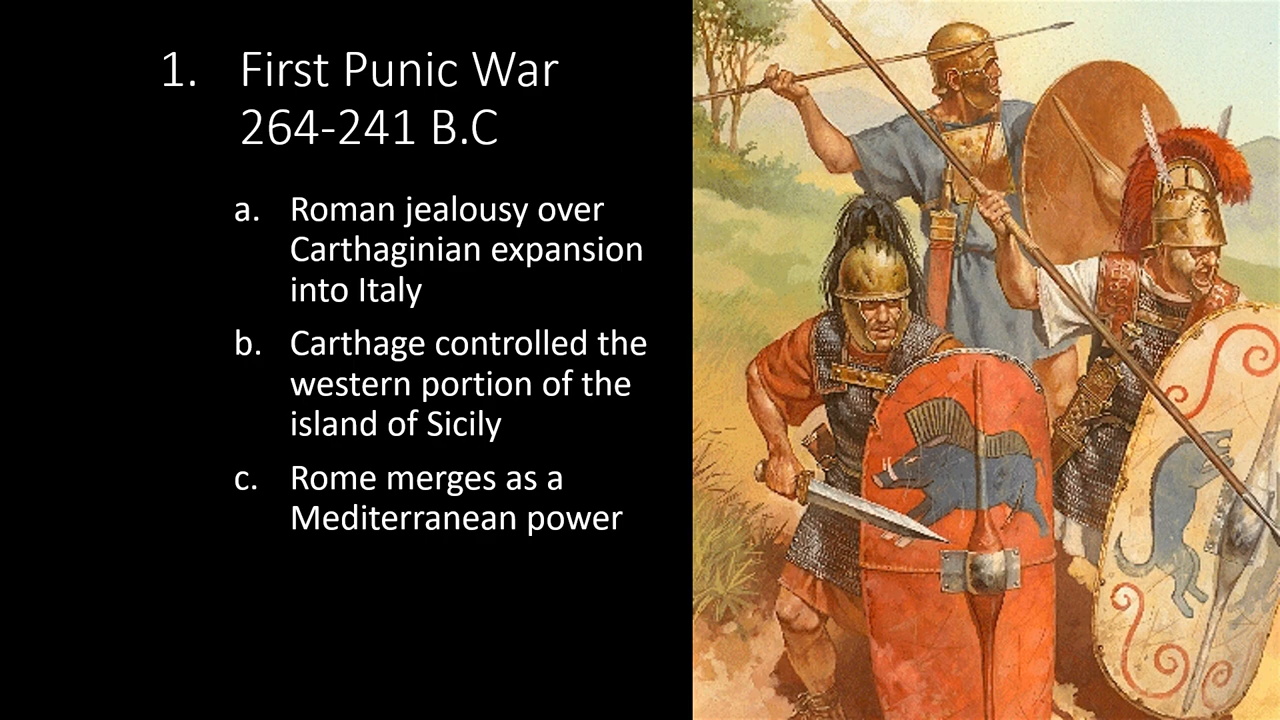 1. First Punic War
264-241 B.C
a. Roman jealousy over
Carthaginian expansion
into Italy
b. Carthage controlled the
western portion of the
island of Sicily
c. Rome merges as a
Mediterranean power